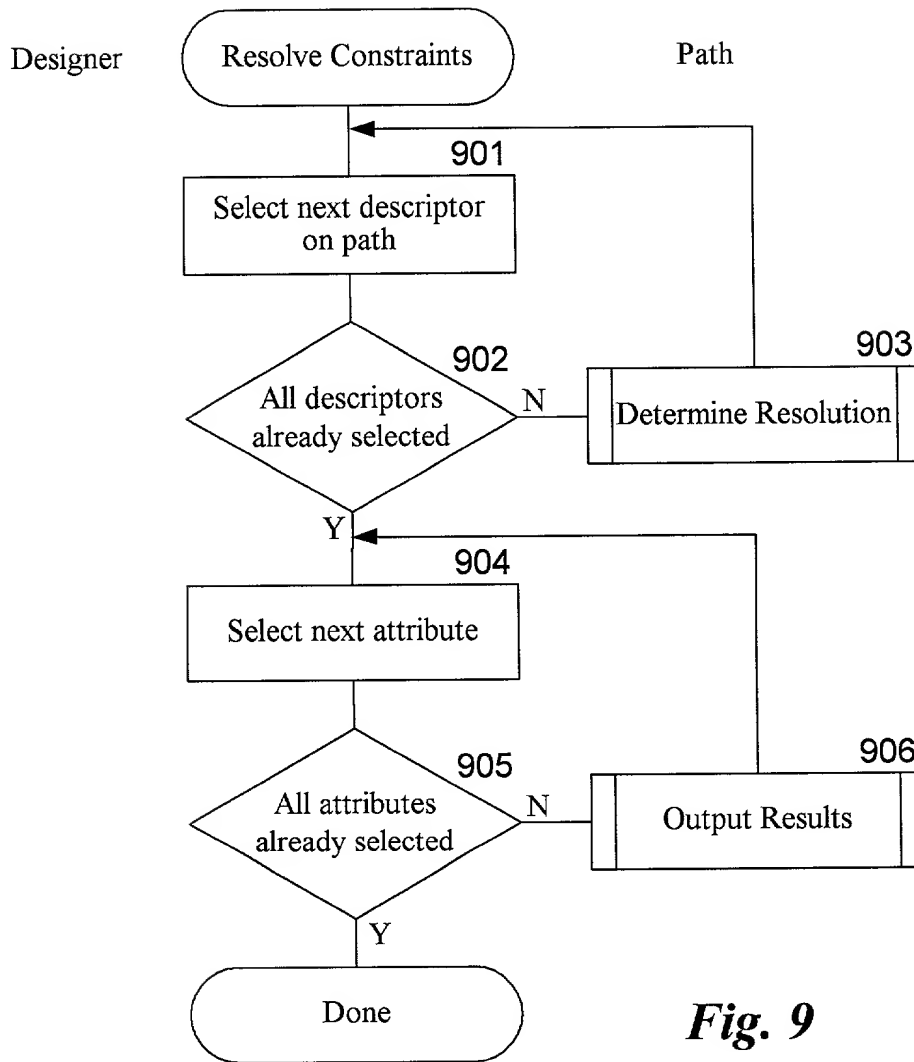 Designer
Resolve Constraints
Path
901
Select next descriptor
on path
902
All descriptors
already selected
N
903
Determine Resolution
Y
904
Select next attribute
905
All attributes
already selected
N
906
Output Results
Y
Done
Fig. 9